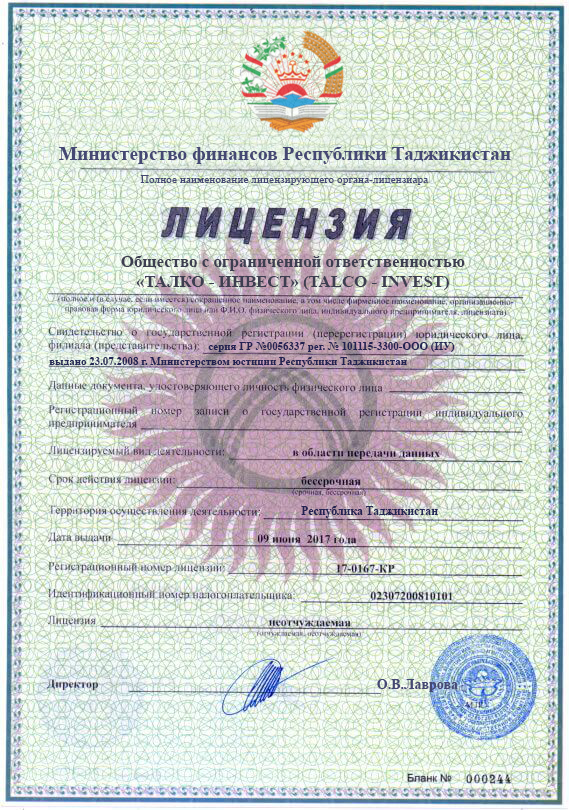 Министерство финансов Республики Таджикистан
Полное наименование лицензирующего органа-лицензиара
ЛИЦЕНЗИЯ
Общество с ограниченной ответственностью
«ТАЛКО - ИНВЕСТ» (TALCO - INVEST)
(полное и (в случае, если имеется) сокращенное наименование, а том числе фирменное наименование, организационно-
правовая форма юридического лица или Ф.И.О. физического лица, индивидуального предпринимателя, лицензиата)
Свидетельство о государственной регистрации (перерегистрации) юридического лица,
филиала (представительства): серия ГР №0056337 рег. № 101115-3300-ООО (ИУ)
выдано 23.07.2008 г. Министерством юстиции Республики Таджикистан
Данные документа, удостоверяющего личность физического лица
Регистрационный номер записи о государственной регистрации индивидуального
предпринимателя
Лицензируемый вид деятельности: в области передачи данных
Срок действия лицензии: бессрочная
(срочная, бессрочная)
Территория осуществления деятельности: Республика Таджикистан
Дата выдачи 09 июня 2017 года
Регистрационный номер лицензии: 17-0167-КР
Идентификационный номер налогоплательщика: 02307200810101
Лицензия неотчуждаемая
(отчуждаемая, неотчуждаемая)
Директор О.В.Лаврова
Бланк № 000244